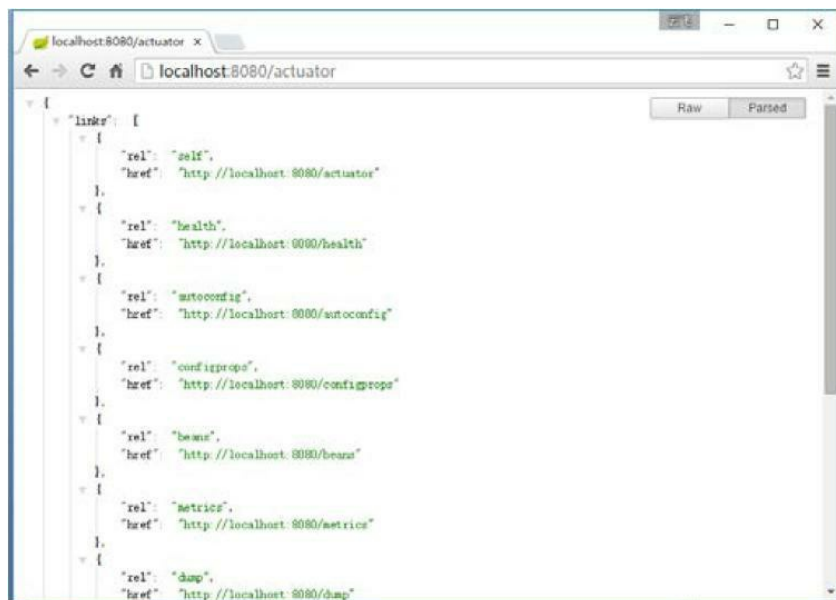 localhost:8080/actuator
localhost:8080/actuator
Raw Parsed
{
"links": [
{
"rel": "self",
"href": "http://localhost:8080/actuator"
},
{
"rel": "health",
"href": "http://localhost:8080/health"
},
{
"rel": "autoconfig",
"href": "http://localhost:8080/autoconfig"
},
{
"rel": "configprops",
"href": "http://localhost:8080/configprops"
},
{
"rel": "beans",
"href": "http://localhost:8080/beans"
},
{
"rel": "metrics",
"href": "http://localhost:8080/metrics"
},
{
"rel": "dump",
"href": "http://localhost:8080/dump"